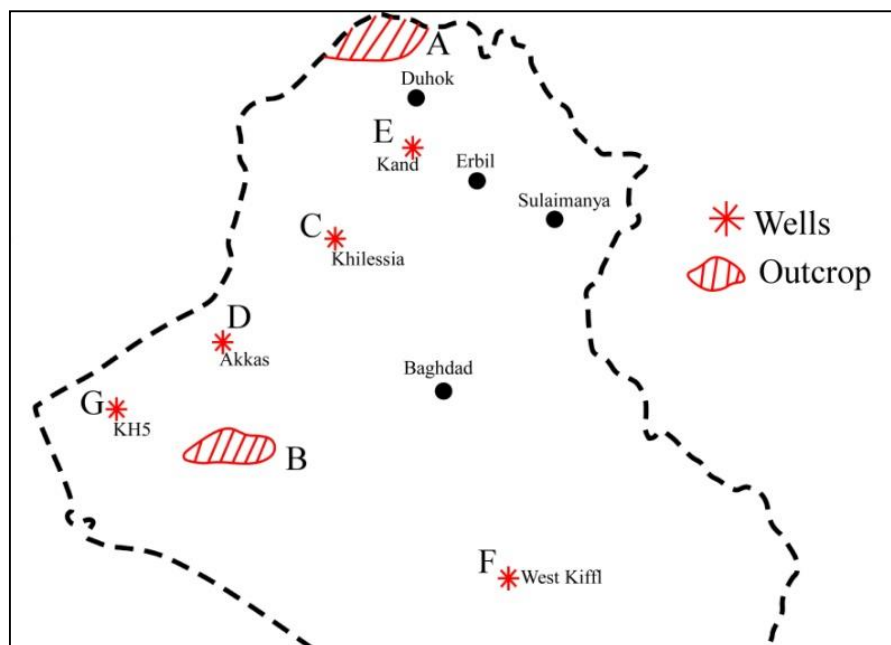 A
Duhok
E
Kand
Erbil
Sulaimanya
C
Khilessia
Wells
Outcrop
D
Akkas
Baghdad
G
KH5
B
F
West Kiffl